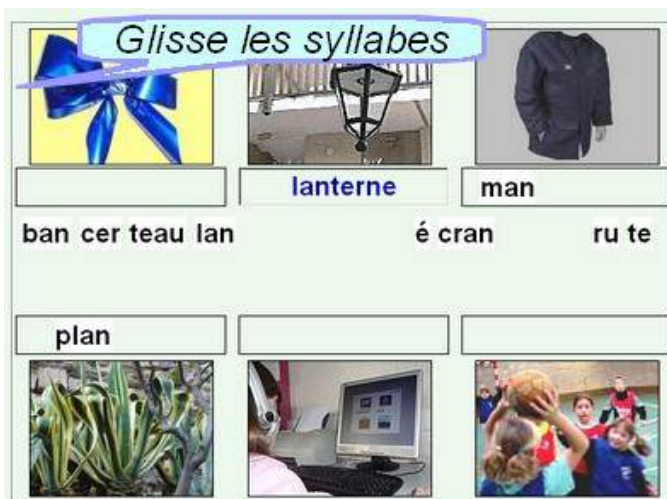 Glisse les syllabes
lanterne man
ban cer teau lan é cran ru te
plan